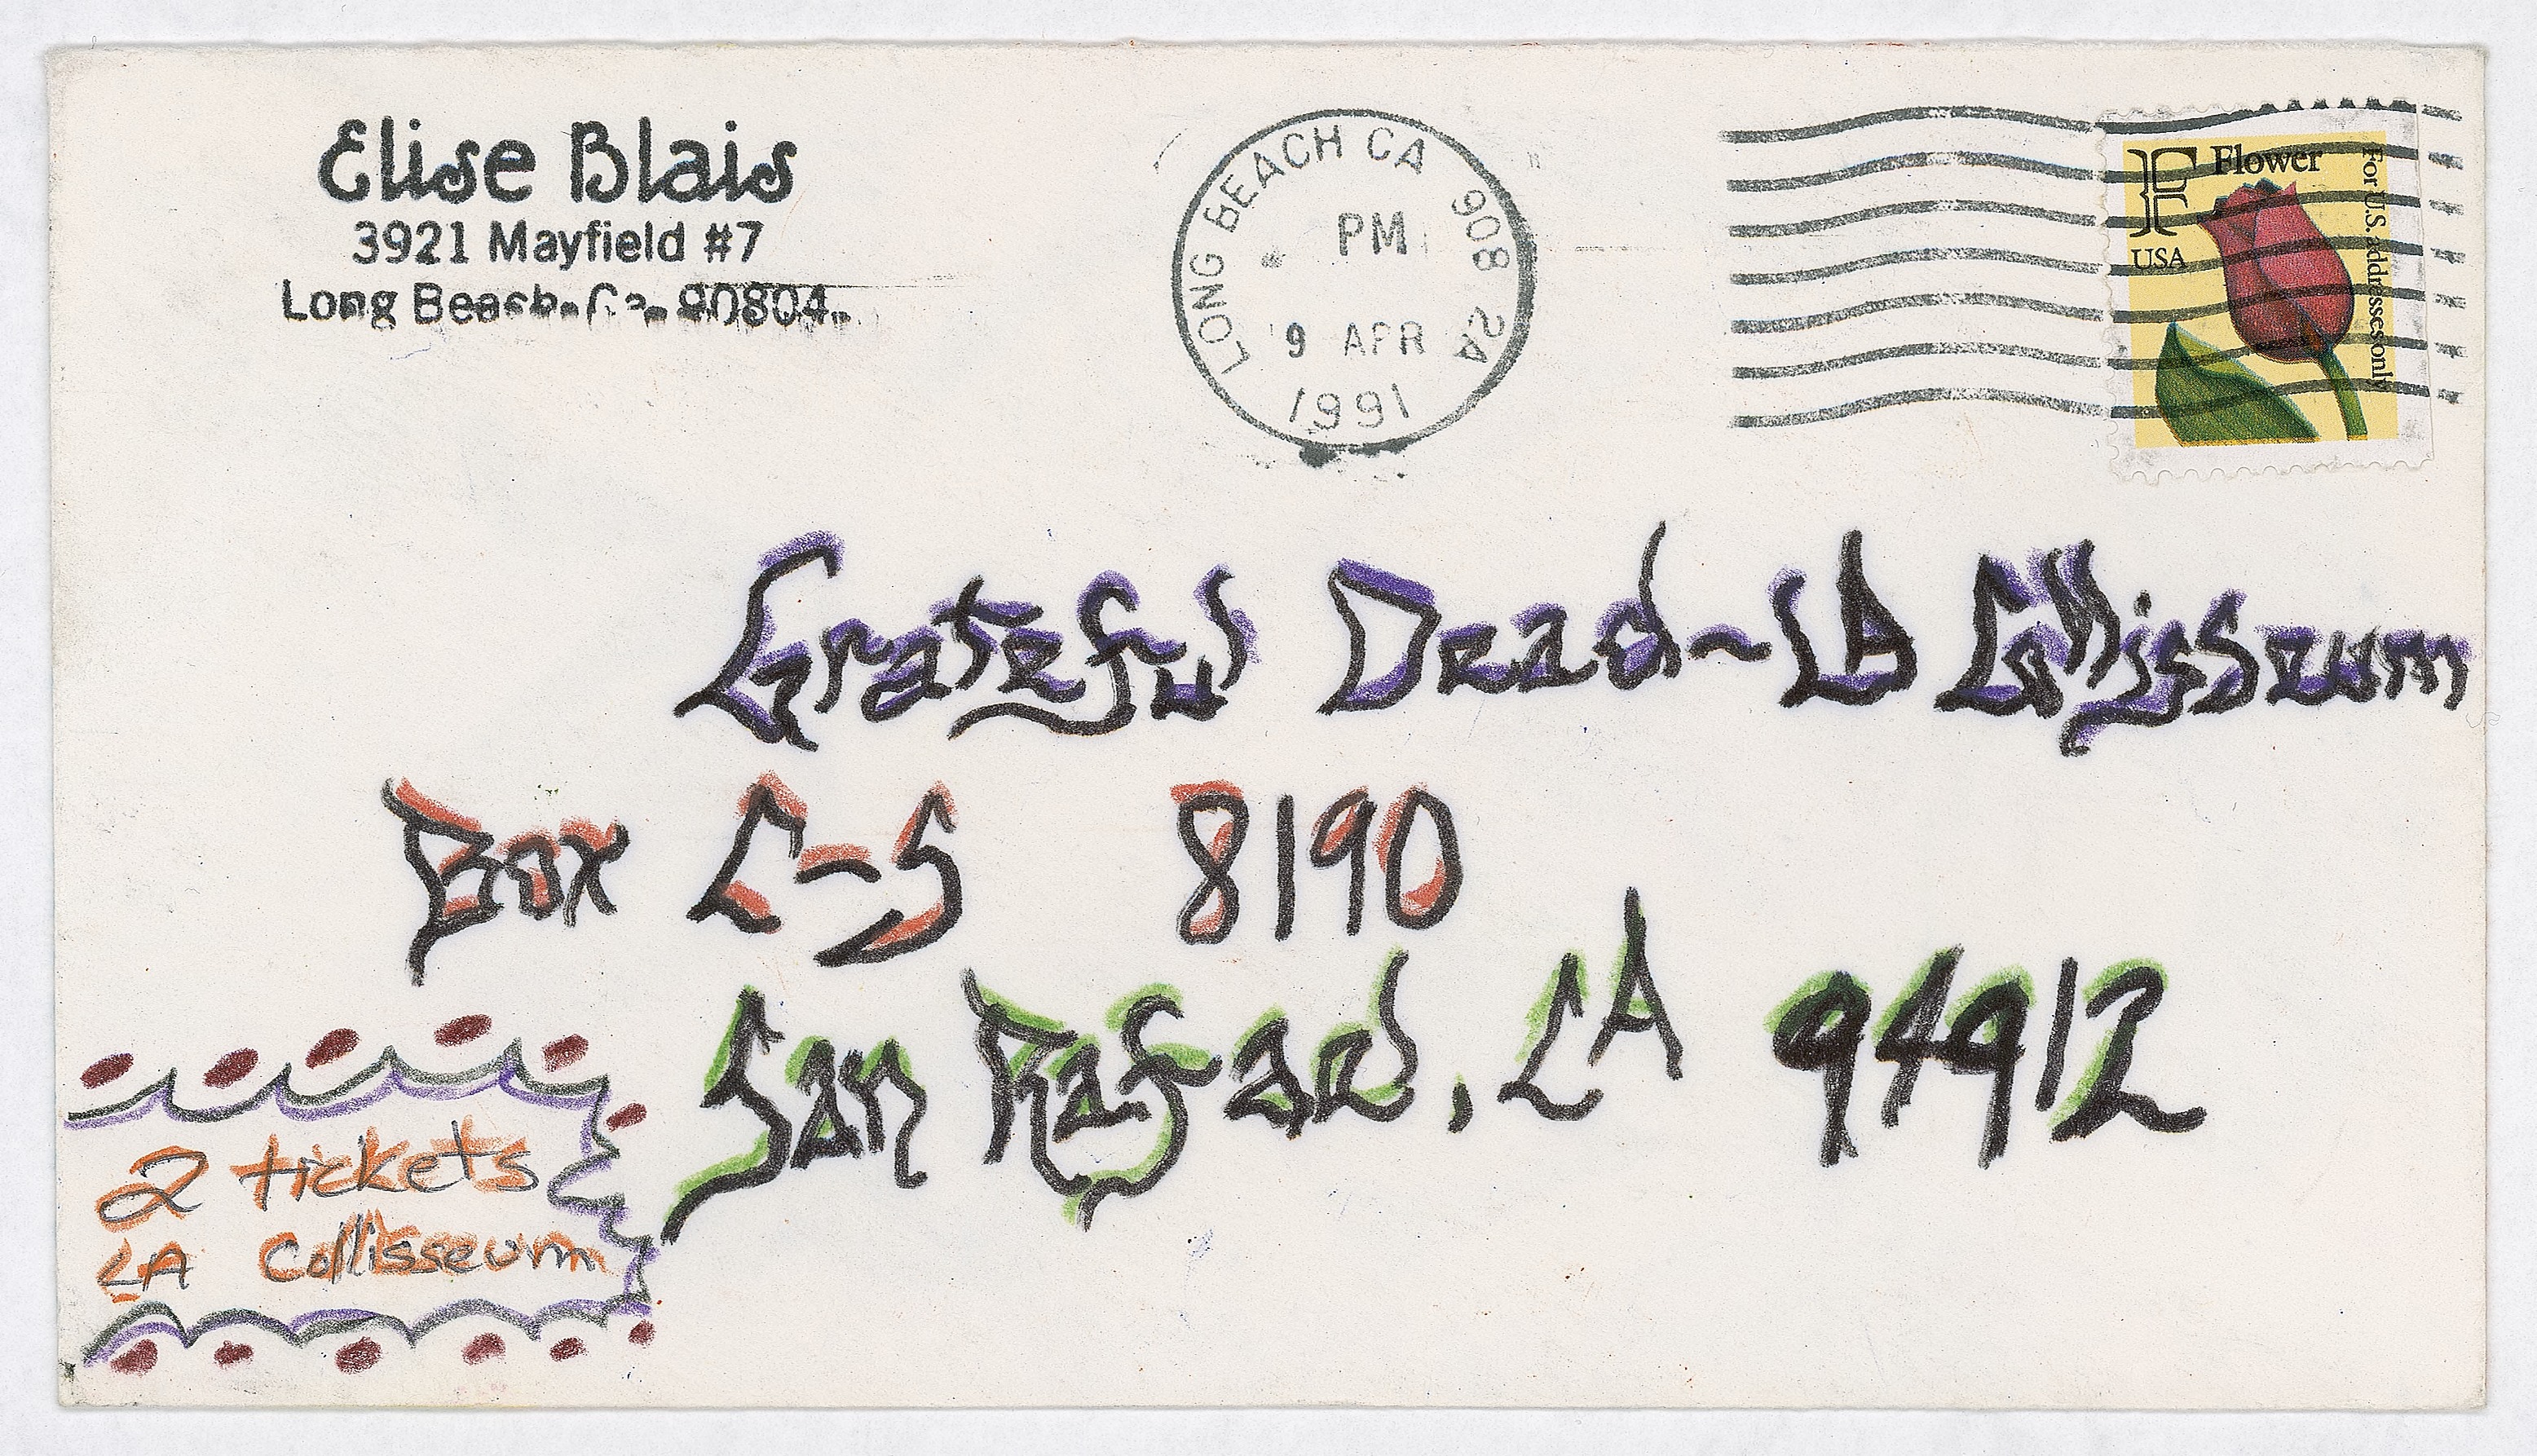 Elise Blais
3921 Mayfield #7
Long Beach, Ca. 90804
LONG BEACH CA 908 2A
PM
9 APR
1991
F Flower
USA
For U.S. addresses only
Grateful Dead ~ LA Collisseum
Box C-S 8190
San Rafael, CA 94912
2 tickets
LA Collisseum